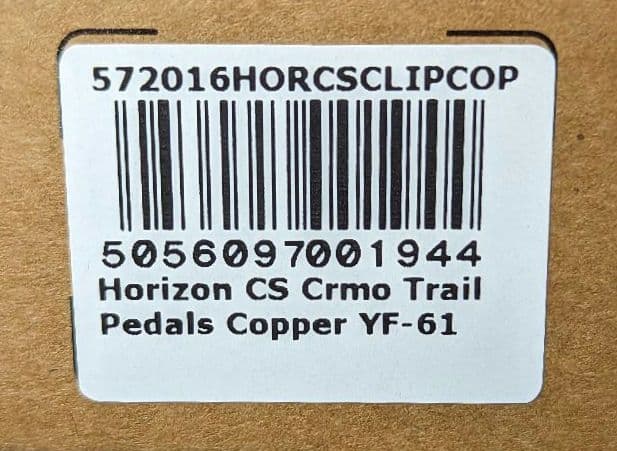 572016HORCSCLIPCOP
5056097001944
Horizon CS Crmo Trail
Pedals Copper YF-61